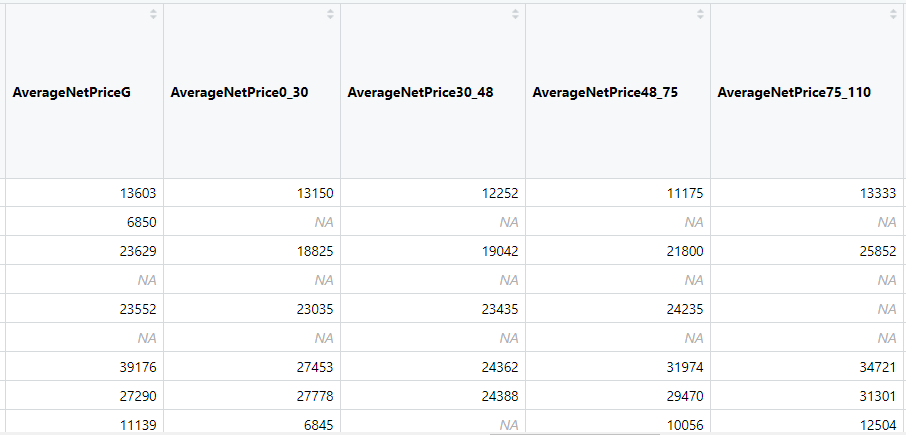 AverageNetPriceG AverageNetPrice0_30 AverageNetPrice30_48 AverageNetPrice48_75 AverageNetPrice75_110
13603 13150 12252 11175 13333
6850 NA NA NA NA
23629 18825 19042 21800 25852
NA NA NA NA NA
23552 23035 23435 24235 NA
NA NA NA NA NA
39176 27453 24362 31974 34721
27290 27778 24388 29470 31301
11139 6845 NA 10056 12504